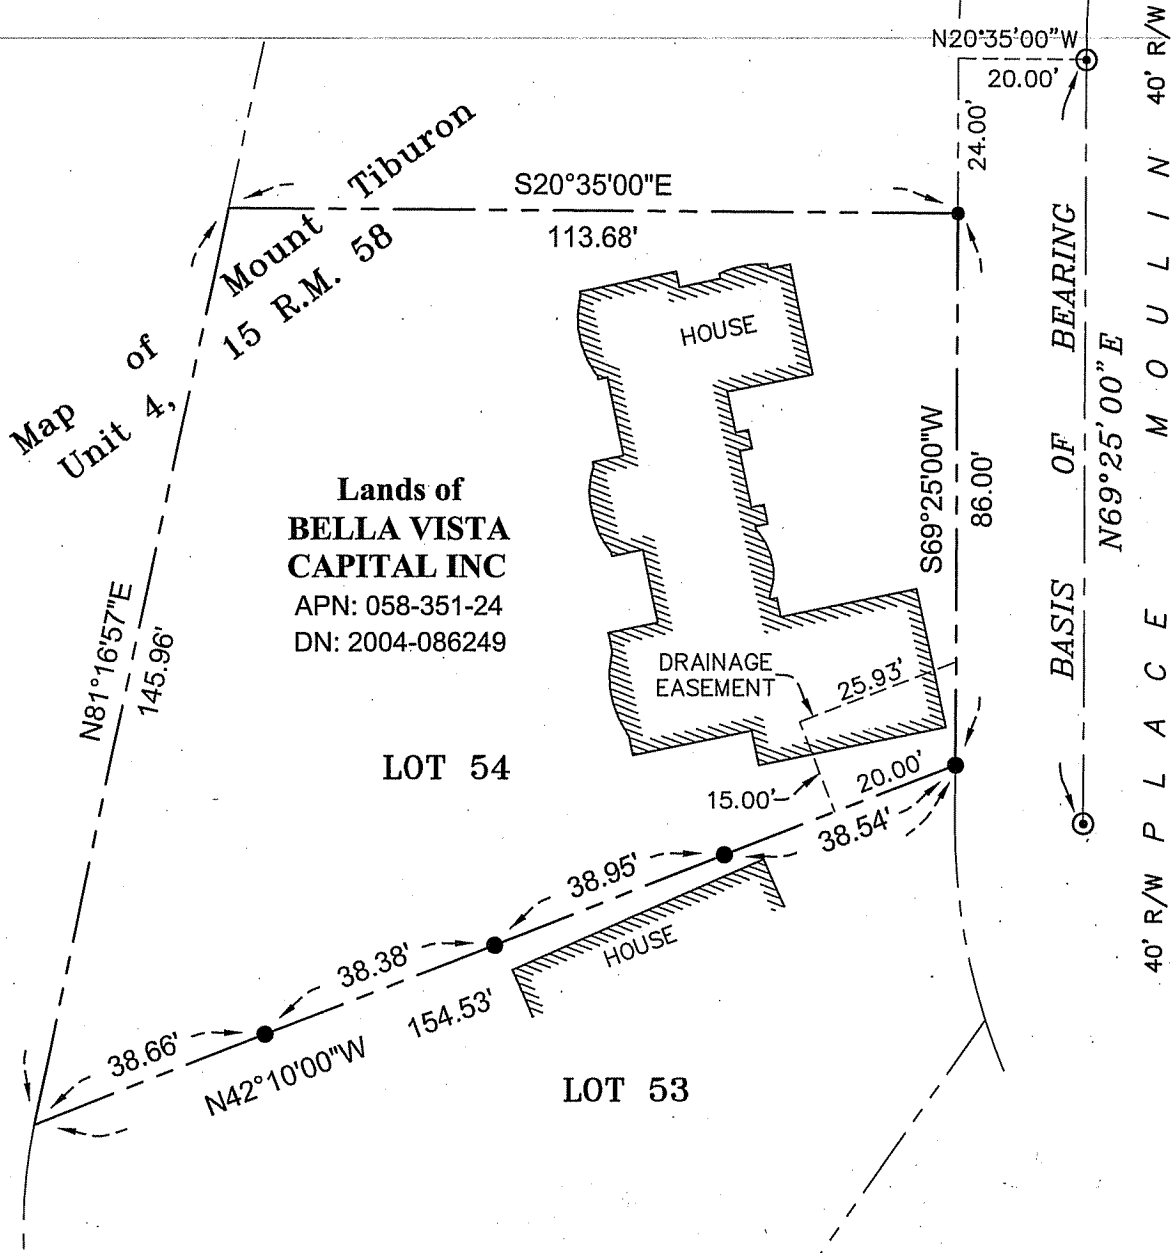 N20°35'00"W
20.00'
24.00'
40' R/W
S20°35'00"E
113.68'
Map of Mount Tiburon
Unit 4, 15 R.M. 58
HOUSE
S69°25'00"W
86.00'
BASIS OF BEARING
N69°25'00"E
MOULIN PLACE
Lands of
BELLA VISTA
CAPITAL INC
APN: 058-351-24
DN: 2004-086249
N81°16'57"E
145.96'
DRAINAGE
EASEMENT
25.93'
LOT 54
15.00'
20.00'
38.54'
38.95'
HOUSE
38.38'
154.53'
38.66'
N42°10'00"W
LOT 53
40' R/W